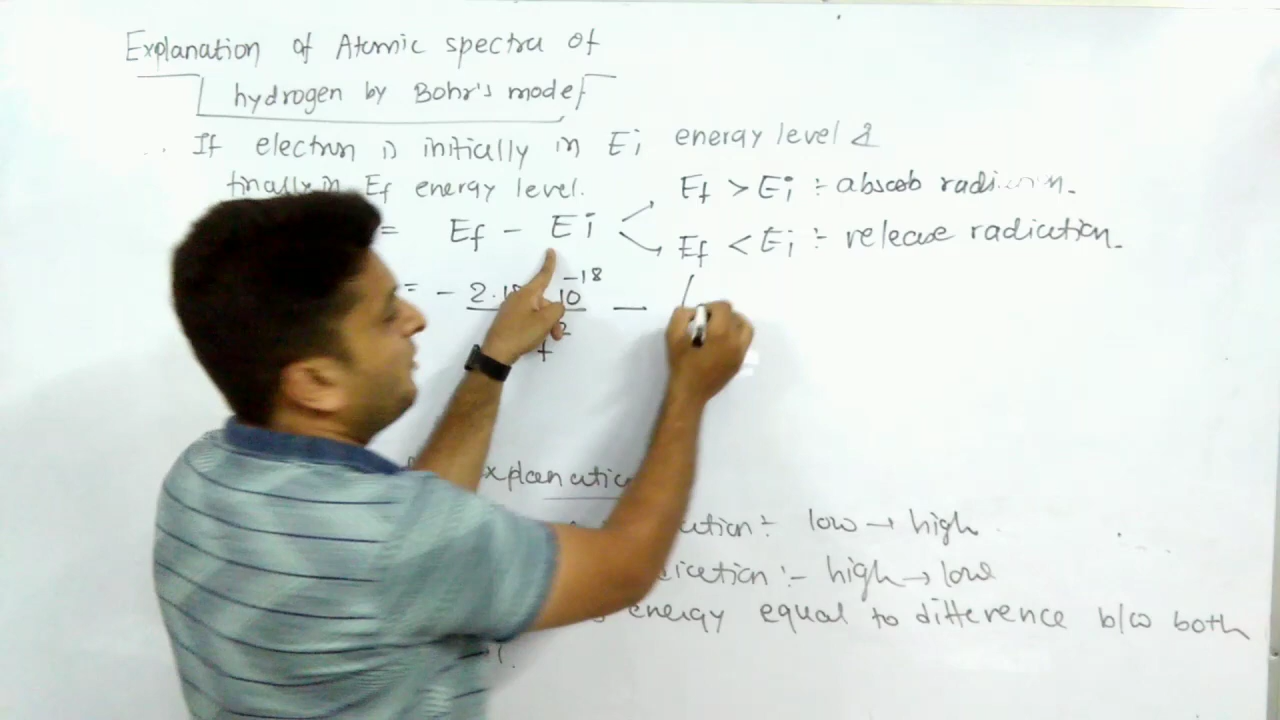 Explanation of Atomic spectra of
hydrogen by Bohr's model
If electron is initially in Ei energy level &
finally in Ef energy level.
Ef > Ei :- absorb
= Ef - Ei
Ef < Ei :- release radiation.
= - 2.1 10^-18 —
2
f
:- low → high
:- high → low
energy equal to difference b/w both